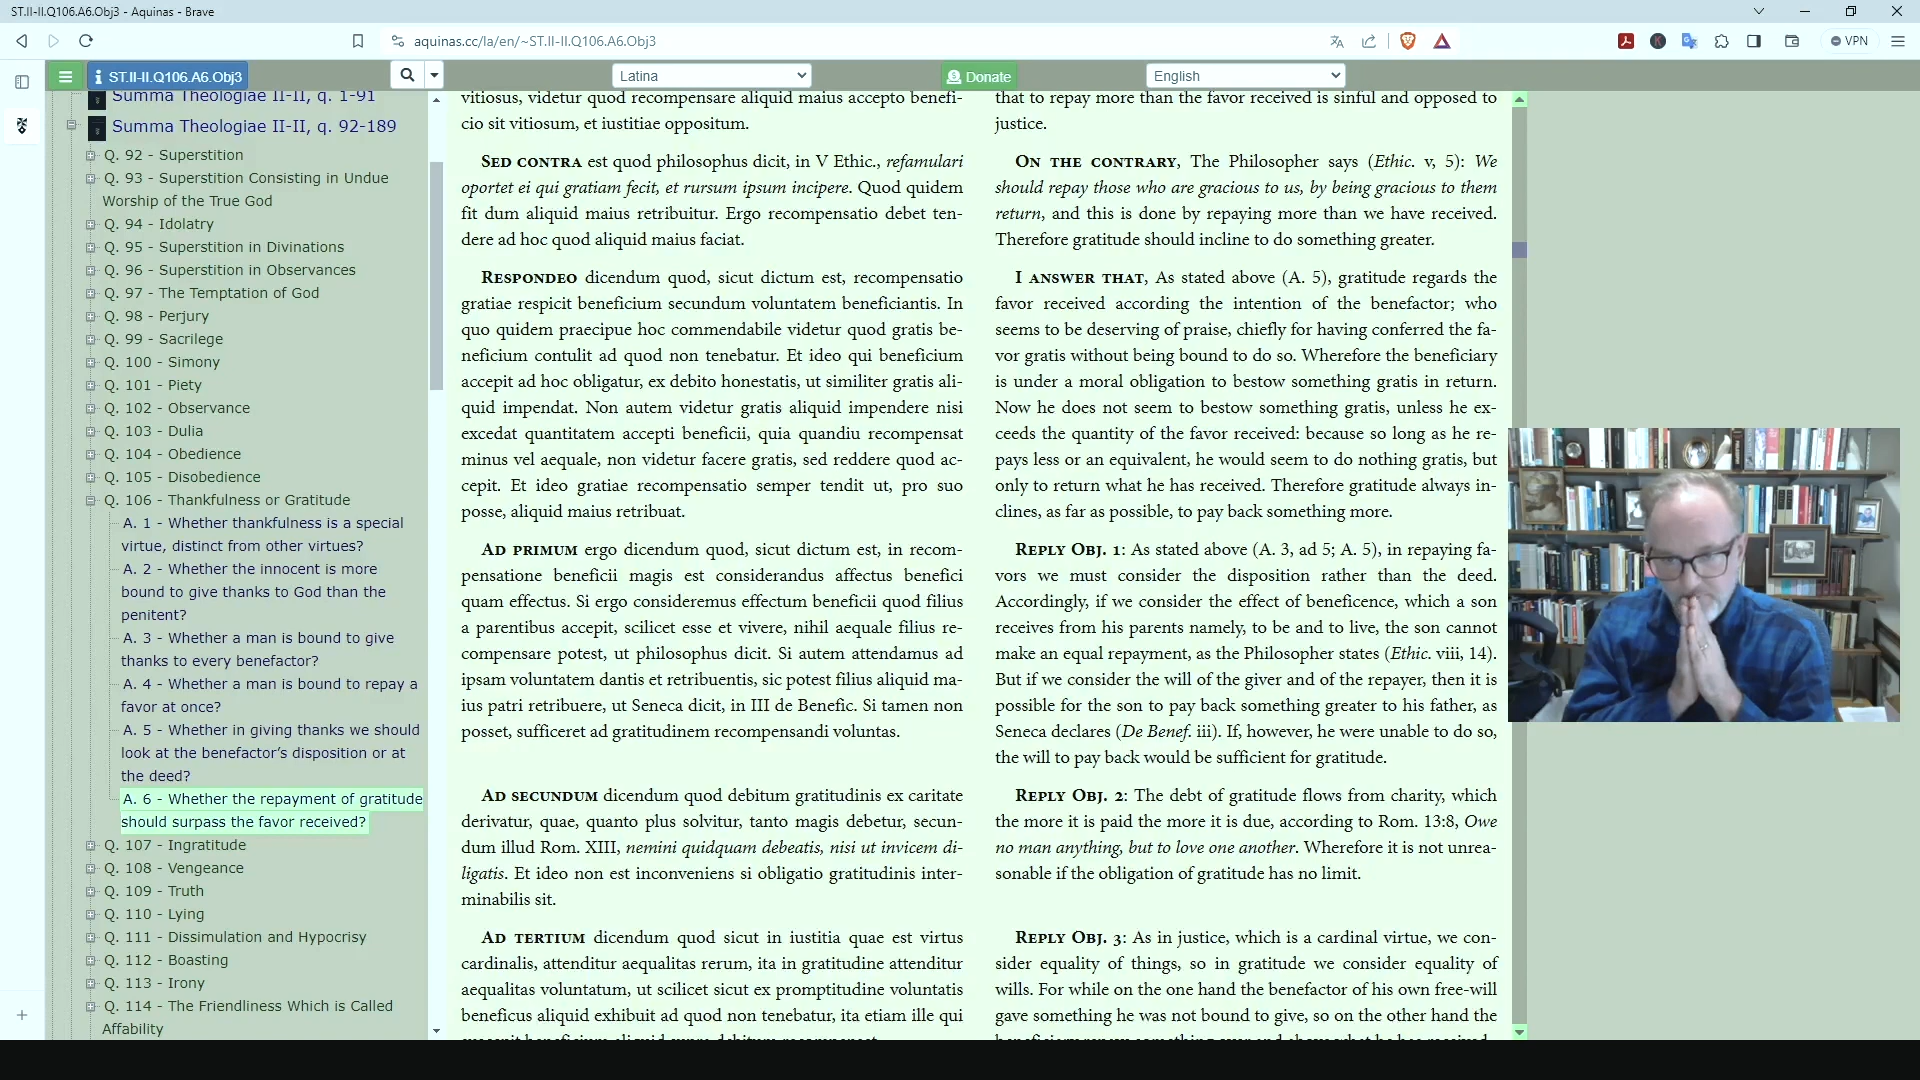 ST.II-II.Q106.A6.Obj3 - Aquinas - Brave
aquinas.cc/la/en/~ST.II-II.Q106.A6.Obj3
VPN
ST.II-II.Q106.A6.Obj3
Latina
Donate
English
Summa Theologiae II-II, q. 1-91
Summa Theologiae II-II, q. 92-189
Q. 92 - Superstition
Q. 93 - Superstition Consisting in Undue
Worship of the True God
Q. 94 - Idolatry
Q. 95 - Superstition in Divinations
Q. 96 - Superstition in Observances
Q. 97 - The Temptation of God
Q. 98 - Perjury
Q. 99 - Sacrilege
Q. 100 - Simony
Q. 101 - Piety
Q. 102 - Observance
Q. 103 - Dulia
Q. 104 - Obedience
Q. 105 - Disobedience
Q. 106 - Thankfulness or Gratitude
A. 1 - Whether thankfulness is a special
virtue, distinct from other virtues?
A. 2 - Whether the innocent is more
bound to give thanks to God than the
penitent?
A. 3 - Whether a man is bound to give
thanks to every benefactor?
A. 4 - Whether a man is bound to repay a
favor at once?
A. 5 - Whether in giving thanks we should
look at the benefactor’s disposition or at
the deed?
A. 6 - Whether the repayment of gratitude
should surpass the favor received?
Q. 107 - Ingratitude
Q. 108 - Vengeance
Q. 109 - Truth
Q. 110 - Lying
Q. 111 - Dissimulation and Hypocrisy
Q. 112 - Boasting
Q. 113 - Irony
Q. 114 - The Friendliness Which is Called
Affability
vitiosus, videtur quod recompensare aliquid maius accepto benefi-
cio sit vitiosum, et iustitiae oppositum.
SED CONTRA est quod philosophus dicit, in V Ethic., refamulari
oportet ei qui gratiam fecit, et rursum ipsum incipere. Quod quidem
fit dum aliquid maius retribuitur. Ergo recompensatio debet ten-
dere ad hoc quod aliquid maius faciat.
RESPONDEO dicendum quod, sicut dictum est, recompensatio
gratiae respicit beneficium secundum voluntatem beneficiantis. In
quo quidem praecipue hoc commendabile videtur quod gratis be-
neficium contulit ad quod non tenebatur. Et ideo qui beneficium
accepit ad hoc obligatur, ex debito honestatis, ut similiter gratis ali-
quid impendat. Non autem videtur gratis aliquid impendere nisi
excedat quantitatem accepti beneficii, quia quandiu recompensat
minus vel aequale, non videtur facere gratis, sed reddere quod ac-
cepit. Et ideo gratiae recompensatio semper tendit ut, pro suo
posse, aliquid maius retribuat.
AD PRIMUM ergo dicendum quod, sicut dictum est, in recom-
pensatione beneficii magis est considerandus affectus benefici
quam effectus. Si ergo consideremus effectum beneficii quod filius
a parentibus accepit, scilicet esse et vivere, nihil aequale filius re-
compensare potest, ut philosophus dicit. Si autem attendamus ad
ipsam voluntatem dantis et retribuentis, sic potest filius aliquid ma-
ius patri retribuere, ut Seneca dicit, in III de Benefic. Si tamen non
posset, sufficeret ad gratitudinem recompensandi voluntas.
AD SECUNDUM dicendum quod debitum gratitudinis ex caritate
derivatur, quae, quanto plus solvitur, tanto magis debetur, secun-
dum illud Rom. XIII, nemini quidquam debeatis, nisi ut invicem di-
ligatis. Et ideo non est inconveniens si obligatio gratitudinis inter-
minabilis sit.
AD TERTIUM dicendum quod sicut in iustitia quae est virtus
cardinalis, attenditur aequalitas rerum, ita in gratitudine attenditur
aequalitas voluntatum, ut scilicet sicut ex promptitudine voluntatis
beneficus aliquid exhibuit ad quod non tenebatur, ita etiam ille qui
that to repay more than the favor received is sinful and opposed to
justice.
ON THE CONTRARY, The Philosopher says (Ethic. v, 5): We
should repay those who are gracious to us, by being gracious to them
return, and this is done by repaying more than we have received.
Therefore gratitude should incline to do something greater.
I ANSWER THAT, As stated above (A. 5), gratitude regards the
favor received according the intention of the benefactor; who
seems to be deserving of praise, chiefly for having conferred the fa-
vor gratis without being bound to do so. Wherefore the beneficiary
is under a moral obligation to bestow something gratis in return.
Now he does not seem to bestow something gratis, unless he ex-
ceeds the quantity of the favor received: because so long as he re-
pays less or an equivalent, he would seem to do nothing gratis, but
only to return what he has received. Therefore gratitude always in-
clines, as far as possible, to pay back something more.
REPLY OBJ. 1: As stated above (A. 3, ad 5; A. 5), in repaying fa-
vors we must consider the disposition rather than the deed.
Accordingly, if we consider the effect of beneficence, which a son
receives from his parents namely, to be and to live, the son cannot
make an equal repayment, as the Philosopher states (Ethic. viii, 14).
But if we consider the will of the giver and of the repayer, then it is
possible for the son to pay back something greater to his father, as
Seneca declares (De Benef. iii). If, however, he were unable to do so,
the will to pay back would be sufficient for gratitude.
REPLY OBJ. 2: The debt of gratitude flows from charity, which
the more it is paid the more it is due, according to Rom. 13:8, Owe
no man anything, but to love one another. Wherefore it is not unrea-
sonable if the obligation of gratitude has no limit.
REPLY OBJ. 3: As in justice, which is a cardinal virtue, we con-
sider equality of things, so in gratitude we consider equality of
wills. For while on the one hand the benefactor of his own free-will
gave something he was not bound to give, so on the other hand the